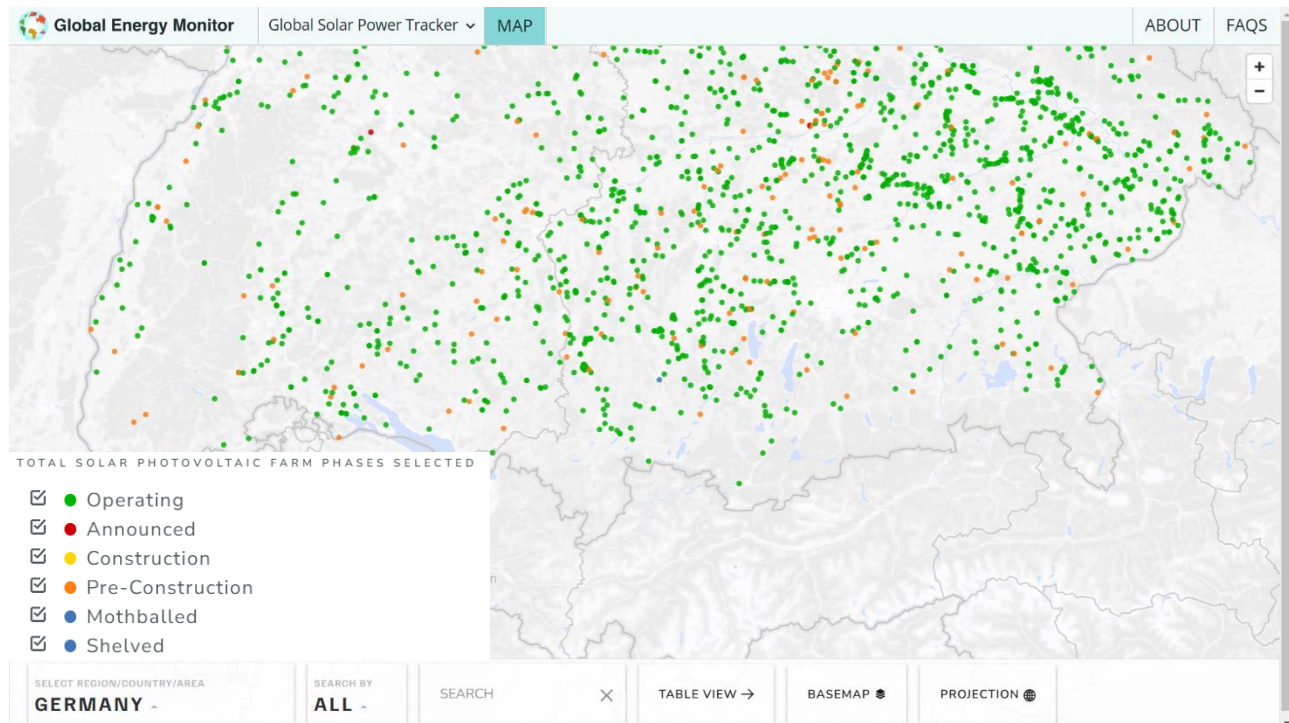 Global Energy Monitor
Global Solar Power Tracker
MAP
ABOUT
FAQS
+
−
TOTAL SOLAR PHOTOVOLTAIC FARM PHASES SELECTED
Operating
Announced
Construction
Pre-Construction
Mothballed
Shelved
n
SELECT REGION/COUNTRY/AREA
GERMANY
SEARCH BY
ALL
SEARCH
TABLE VIEW →
BASEMAP
PROJECTION